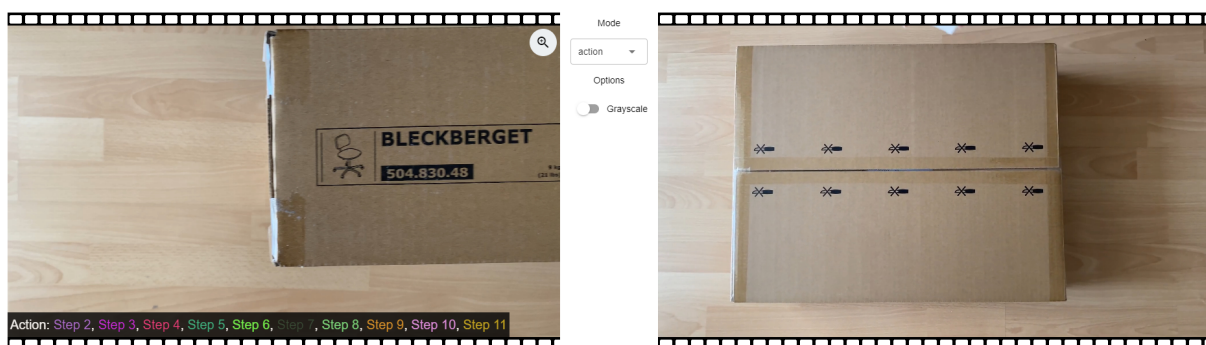 Mode
action
Options
Grayscale
BLECKBERGET
504.830.48
Action: Step 2, Step 3, Step 4, Step 5, Step 6, Step 7, Step 8, Step 9, Step 10, Step 11